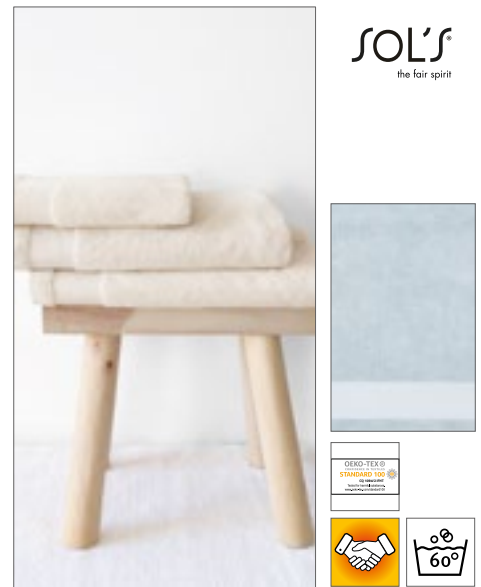 SOL'S®
the fair spirit
OEKO-TEX®
STANDARD 100
60°